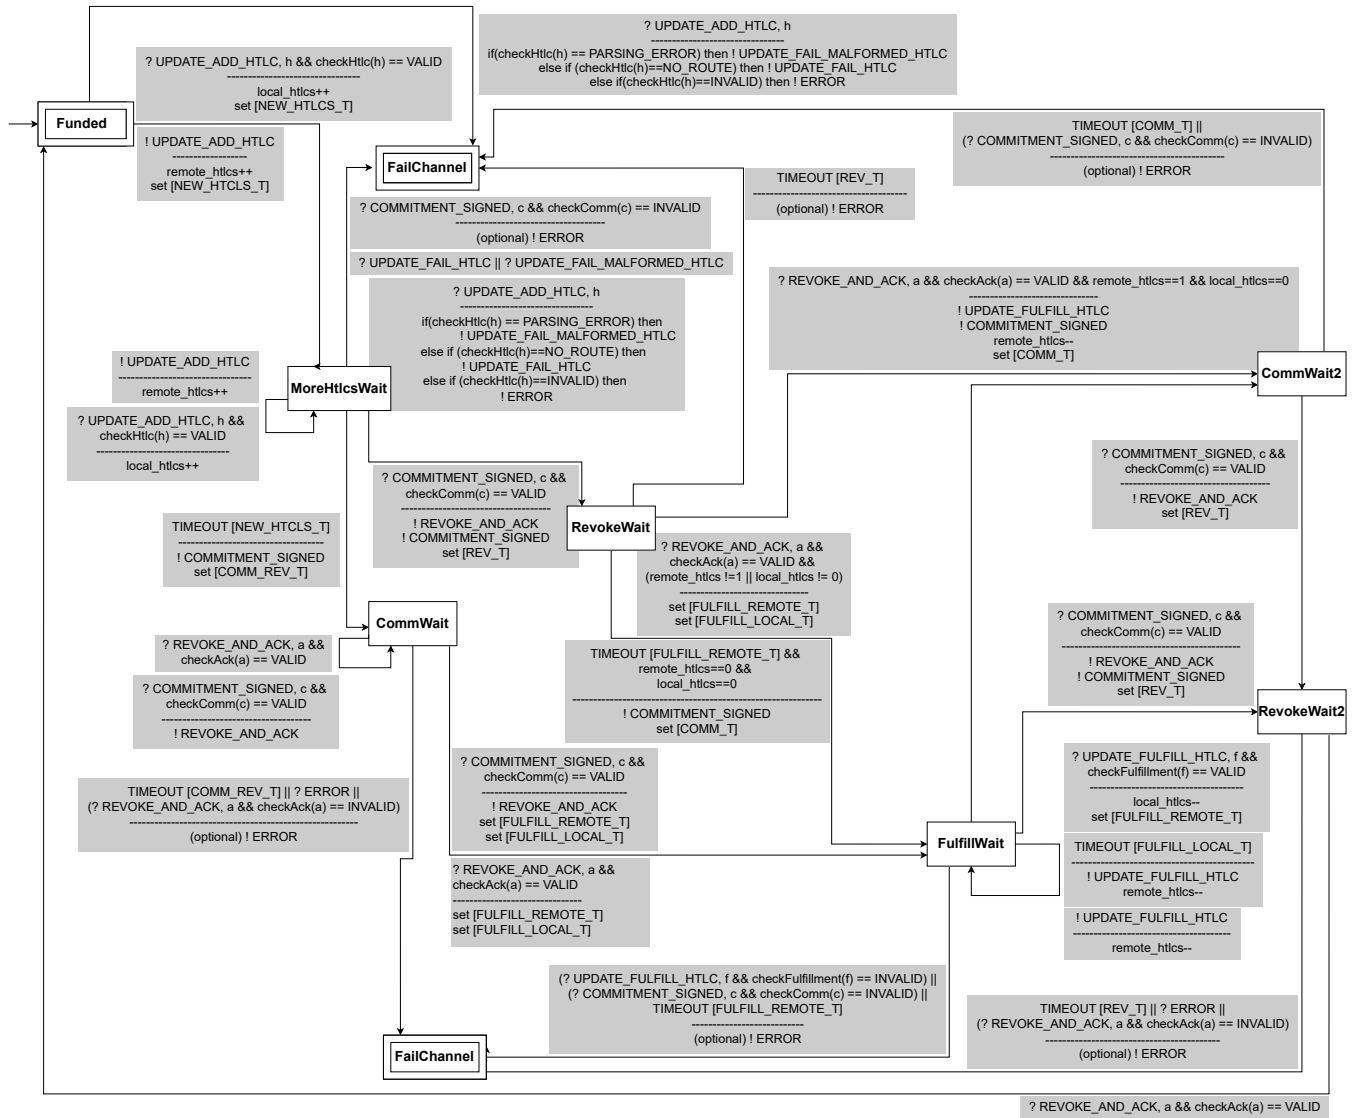 ? UPDATE_ADD_HTLC, h
--------------------------------
if(checkHtlc(h) == PARSING_ERROR) then ! UPDATE_FAIL_MALFORMED_HTLC
else if (checkHtlc(h)==NO_ROUTE) then ! UPDATE_FAIL_HTLC
else if(checkHtlc(h)==INVALID) then ! ERROR
? UPDATE_ADD_HTLC, h && checkHtlc(h) == VALID
--------------------------------
local_htlcs++
set [NEW_HTLCS_T]
Funded
! UPDATE_ADD_HTLC
------------------
remote_htlcs++
set [NEW_HTCLS_T]
FailChannel
TIMEOUT [COMM_T] ||
(? COMMITMENT_SIGNED, c && checkComm(c) == INVALID)
------------------------------------------
(optional) ! ERROR
TIMEOUT [REV_T]
-------------------------------------
(optional) ! ERROR
? COMMITMENT_SIGNED, c && checkComm(c) == INVALID
------------------------------------
(optional) ! ERROR
? UPDATE_FAIL_HTLC || ? UPDATE_FAIL_MALFORMED_HTLC
? UPDATE_ADD_HTLC, h
--------------------------------
if(checkHtlc(h) == PARSING_ERROR) then
! UPDATE_FAIL_MALFORMED_HTLC
else if (checkHtlc(h)==NO_ROUTE) then
! UPDATE_FAIL_HTLC
else if (checkHtlc(h)==INVALID) then
! ERROR
? REVOKE_AND_ACK, a && checkAck(a) == VALID && remote_htlcs==1 && local_htlcs==0
-------------------------------
! UPDATE_FULFILL_HTLC
! COMMITMENT_SIGNED
remote_htlcs--
set [COMM_T]
! UPDATE_ADD_HTLC
--------------------------------
remote_htlcs++
MoreHtlcsWait
CommWait2
? UPDATE_ADD_HTLC, h &&
checkHtlc(h) == VALID
--------------------------------
local_htlcs++
? COMMITMENT_SIGNED, c &&
checkComm(c) == VALID
------------------------------------
! REVOKE_AND_ACK
set [REV_T]
? COMMITMENT_SIGNED, c &&
checkComm(c) == VALID
------------------------------------
! REVOKE_AND_ACK
! COMMITMENT_SIGNED
set [REV_T]
RevokeWait
TIMEOUT [NEW_HTCLS_T]
-----------------------------------
! COMMITMENT_SIGNED
set [COMM_REV_T]
? REVOKE_AND_ACK, a &&
checkAck(a) == VALID &&
(remote_htlcs !=1 || local_htlcs != 0)
-------------------------------
set [FULFILL_REMOTE_T]
set [FULFILL_LOCAL_T]
CommWait
? REVOKE_AND_ACK, a &&
checkAck(a) == VALID
? COMMITMENT_SIGNED, c &&
checkComm(c) == VALID
------------------------------------
! REVOKE_AND_ACK
TIMEOUT [FULFILL_REMOTE_T] &&
remote_htlcs==0 &&
local_htlcs==0
------------------------------------------------------------
! COMMITMENT_SIGNED
set [COMM_T]
? COMMITMENT_SIGNED, c &&
checkComm(c) == VALID
-------------------------------------------
! REVOKE_AND_ACK
! COMMITMENT_SIGNED
set [REV_T]
RevokeWait2
? COMMITMENT_SIGNED, c &&
checkComm(c) == VALID
-----------------------------------
! REVOKE_AND_ACK
set [FULFILL_REMOTE_T]
set [FULFILL_LOCAL_T]
? UPDATE_FULFILL_HTLC, f &&
checkFulfillment(f) == VALID
-------------------------------------
local_htlcs--
set [FULFILL_REMOTE_T]
TIMEOUT [COMM_REV_T] || ? ERROR ||
(? REVOKE_AND_ACK, a && checkAck(a) == INVALID)
-------------------------------------------------------
(optional) ! ERROR
FulfillWait
TIMEOUT [FULFILL_LOCAL_T]
--------------------------------------------
! UPDATE_FULFILL_HTLC
remote_htlcs--
? REVOKE_AND_ACK, a &&
checkAck(a) == VALID
-------------------------------
set [FULFILL_REMOTE_T]
set [FULFILL_LOCAL_T]
! UPDATE_FULFILL_HTLC
--------------------------------------
remote_htlcs--
(? UPDATE_FULFILL_HTLC, f && checkFulfillment(f) == INVALID) ||
(? COMMITMENT_SIGNED, c && checkComm(c) == INVALID) ||
TIMEOUT [FULFILL_REMOTE_T]
---------------------------
(optional) ! ERROR
TIMEOUT [REV_T] || ? ERROR ||
(? REVOKE_AND_ACK, a && checkAck(a) == INVALID)
------------------------------------------
(optional) ! ERROR
FailChannel
? REVOKE_AND_ACK, a && checkAck(a) == VALID